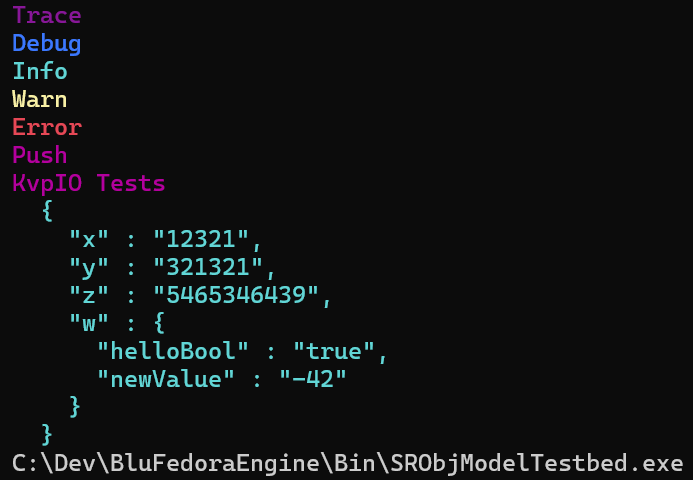 Trace
Debug
Info
Warn
Error
Push
KvpIO Tests
{
"x" : "12321",
"y" : "321321",
"z" : "5465346439",
"w" : {
"helloBool" : "true",
"newValue" : "-42"
}
}
C:\Dev\BluFedoraEngine\Bin\SRObjModelTestbed.exe